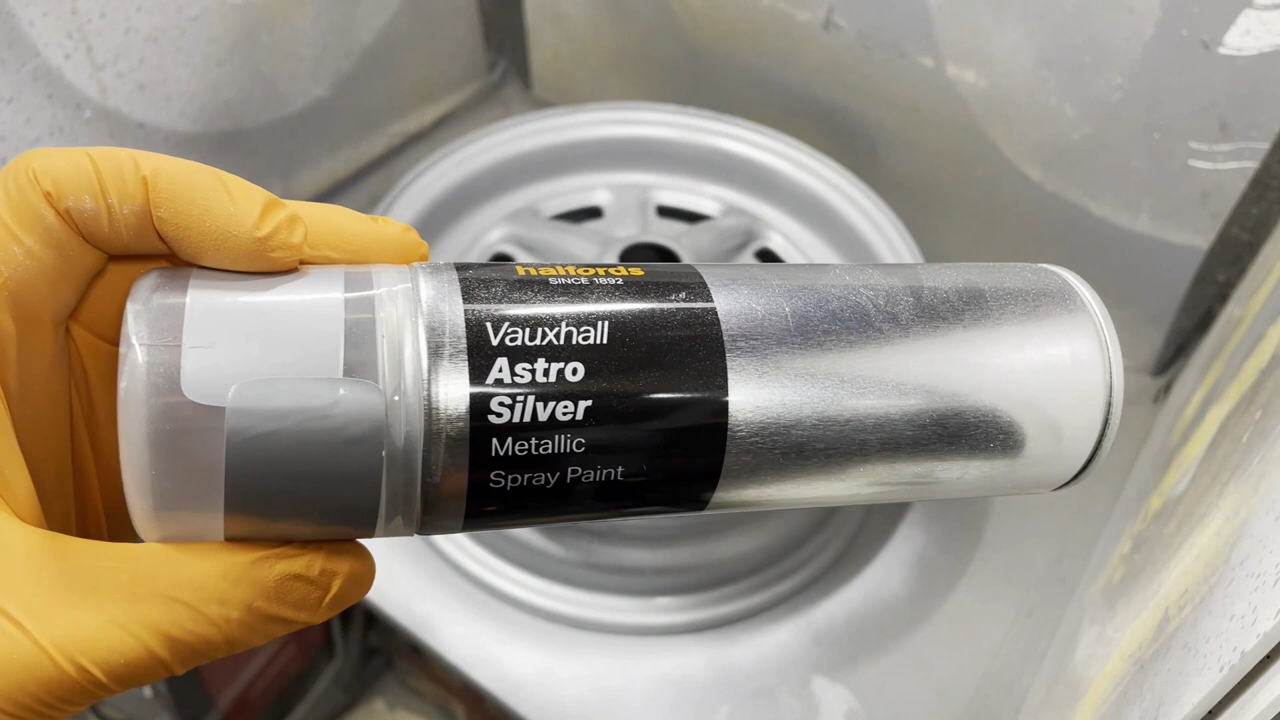 halfords
SINCE 1892
Vauxhall
Astro
Silver
Metallic
Spray Paint